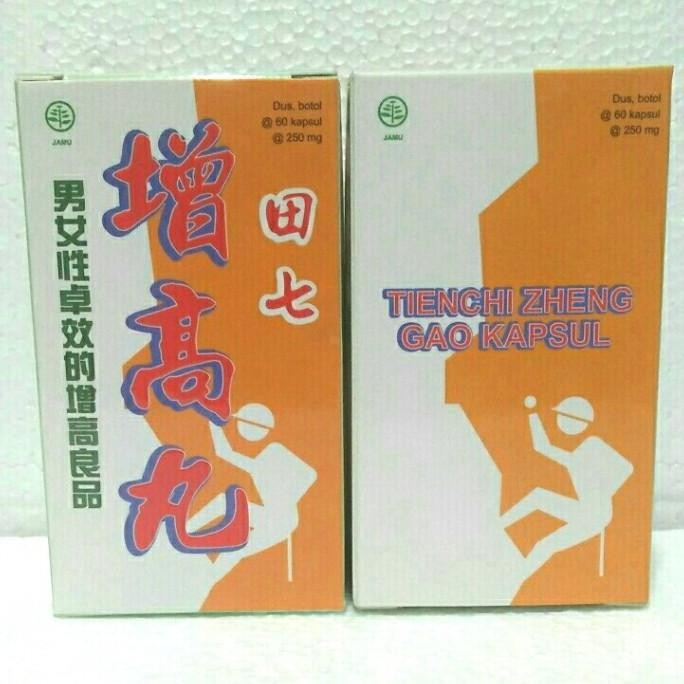 JAMU
Dus, botol
@ 60 kapsul
@ 250 mg
田七
增高丸
男女性卓效的增高良品
JAMU
Dus, botol
@ 60 kapsul
@ 250 mg
TIENCHI ZHENG
GAO KAPSUL